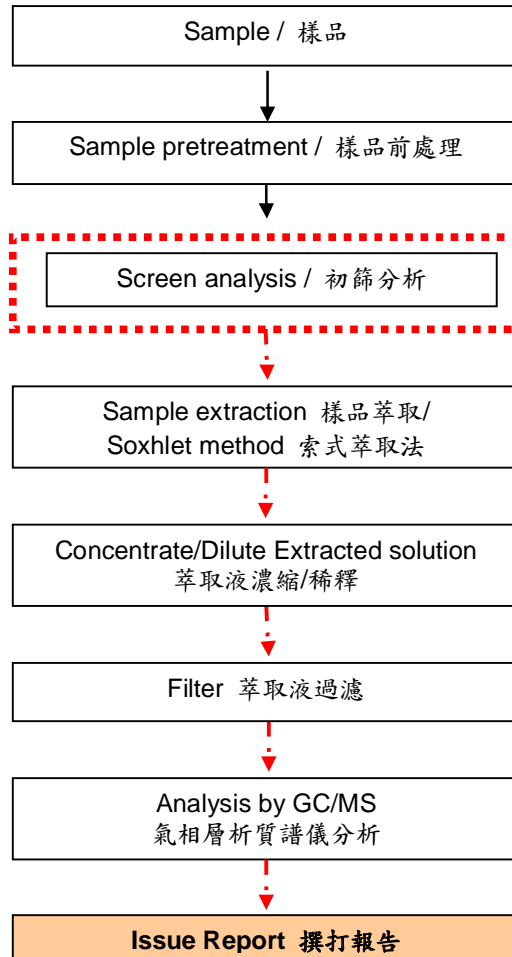 Sample / 樣品
Sample pretreatment / 樣品前處理
Screen analysis / 初篩分析
Sample extraction 樣品萃取/
Soxhlet method 索式萃取法
Concentrate/Dilute Extracted solution
萃取液濃縮/稀釋
Filter 萃取液過濾
Analysis by GC/MS
氣相層析質譜儀分析
Issue Report 撰打報告